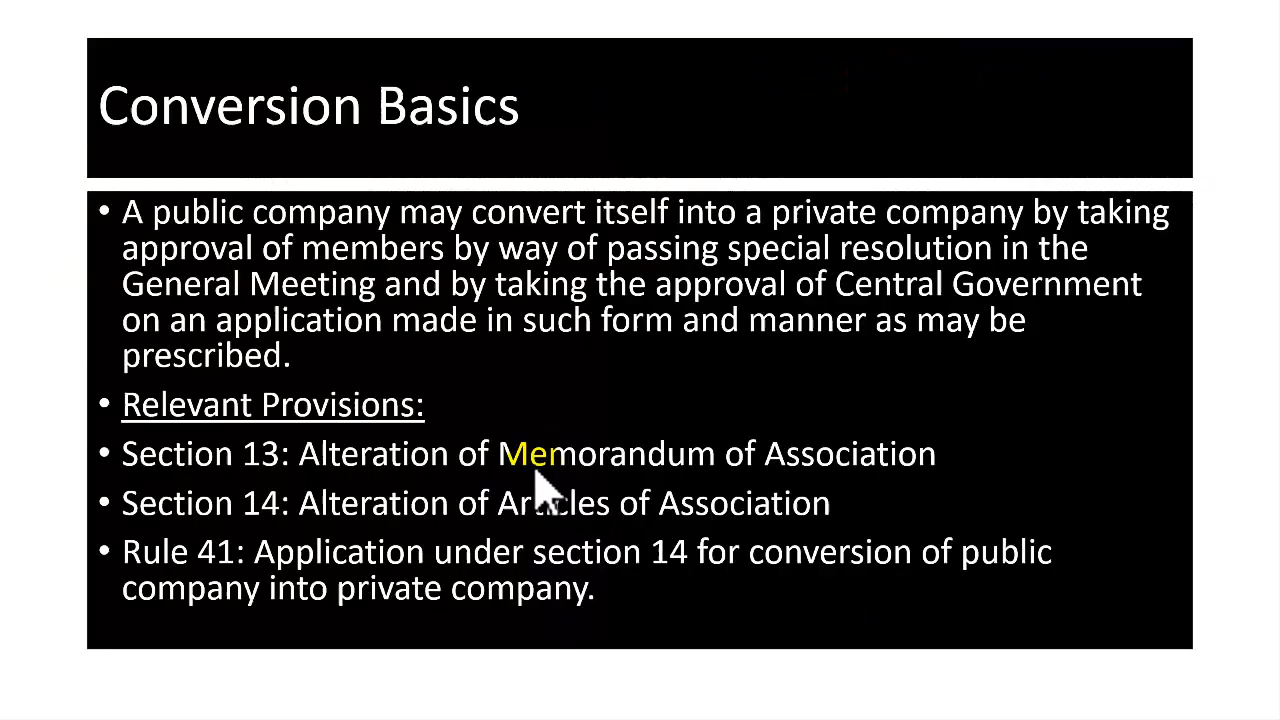 Conversion Basics
• A public company may convert itself into a private company by taking
approval of members by way of passing special resolution in the
General Meeting and by taking the approval of Central Government
on an application made in such form and manner as may be
prescribed.
• Relevant Provisions:
• Section 13: Alteration of Memorandum of Association
• Section 14: Alteration of Articles of Association
• Rule 41: Application under section 14 for conversion of public
company into private company.